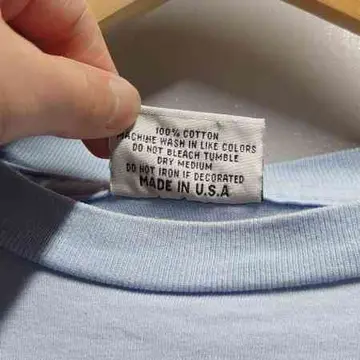 100% COTTON
MACHINE WASH IN LIKE COLORS
DO NOT BLEACH TUMBLE
DRY MEDIUM
DO NOT IRON IF DECORATED
MADE IN U.S.A